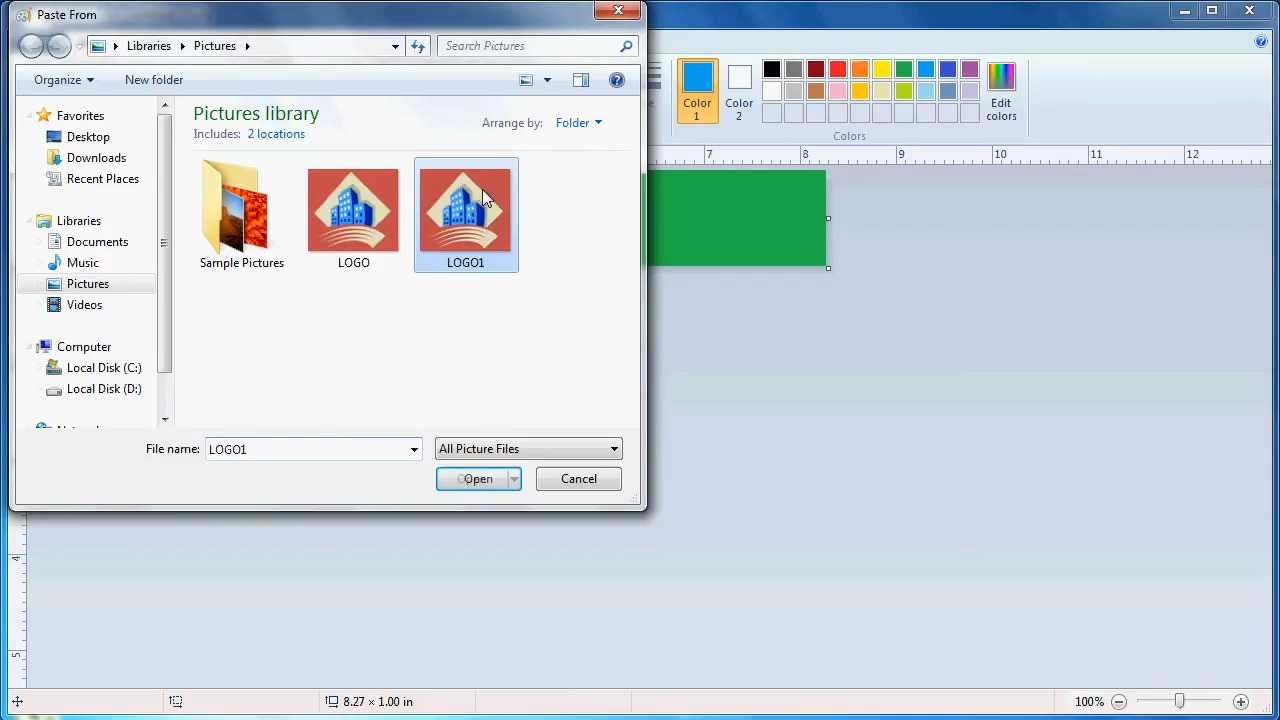 Paste From
Libraries Pictures
Search Pictures
Organize New folder
Favorites
Desktop
Downloads
Recent Places
Libraries
Documents
Music
Pictures
Videos
Computer
Local Disk (C:)
Local Disk (D:)
Pictures library
Includes: 2 locations
Arrange by: Folder
Sample Pictures
LOGO
LOGO1
File name: LOGO1
All Picture Files
Open
Cancel
Color
1
Color
2
Edit
colors
Colors
7 8 9 10 11 12
4
5
8.27 × 1.00 in
100%